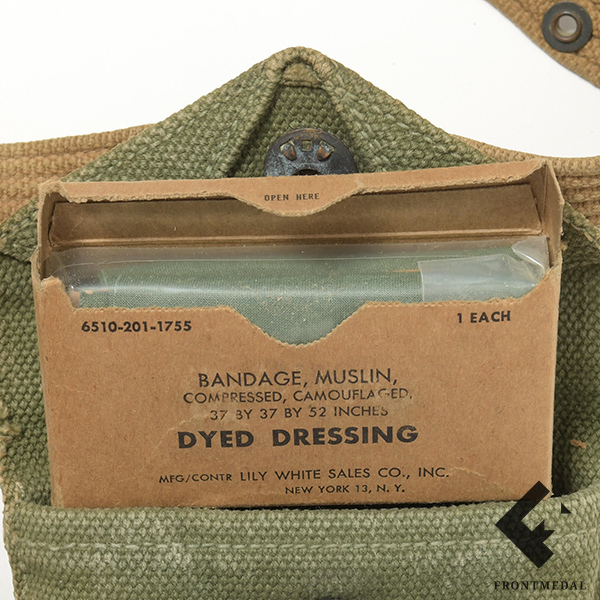 OPEN HERE
6510-201-1755 1 EACH
BANDAGE, MUSLIN,
COMPRESSED, CAMOUFLAGED,
37 BY 37 BY 52 INCHES
DYED DRESSING
MFG/CONTR LILY WHITE SALES CO., INC.
NEW YORK 13, N. Y.
FRONTMEDAL